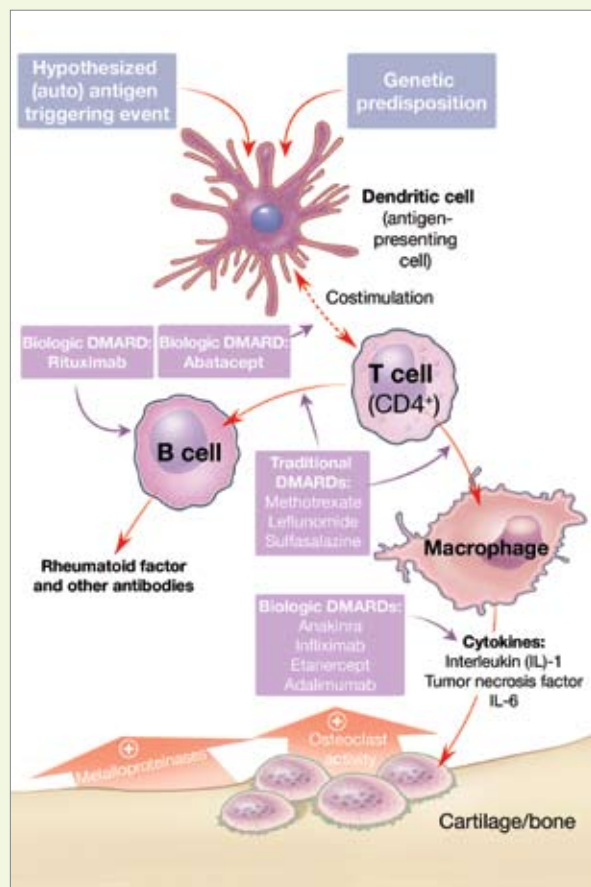 Hypothesized
(auto) antigen
triggering event
Genetic
predisposition
Dendritic cell
(antigen-
presenting
cell)
Costimulation
Biologic DMARD:
Rituximab
Biologic DMARD:
Abatacept
T cell
(CD4⁺)
B cell
Traditional
DMARDs:
Methotrexate
Leflunomide
Sulfasalazine
Macrophage
Rheumatoid factor
and other antibodies
Biologic DMARDs:
Anakinra
Infliximab
Etanercept
Adalimumab
Cytokines:
Interleukin (IL)-1
Tumor necrosis factor
IL-6
+
Metalloproteinases
+
Osteoclast
activity
Cartilage/bone